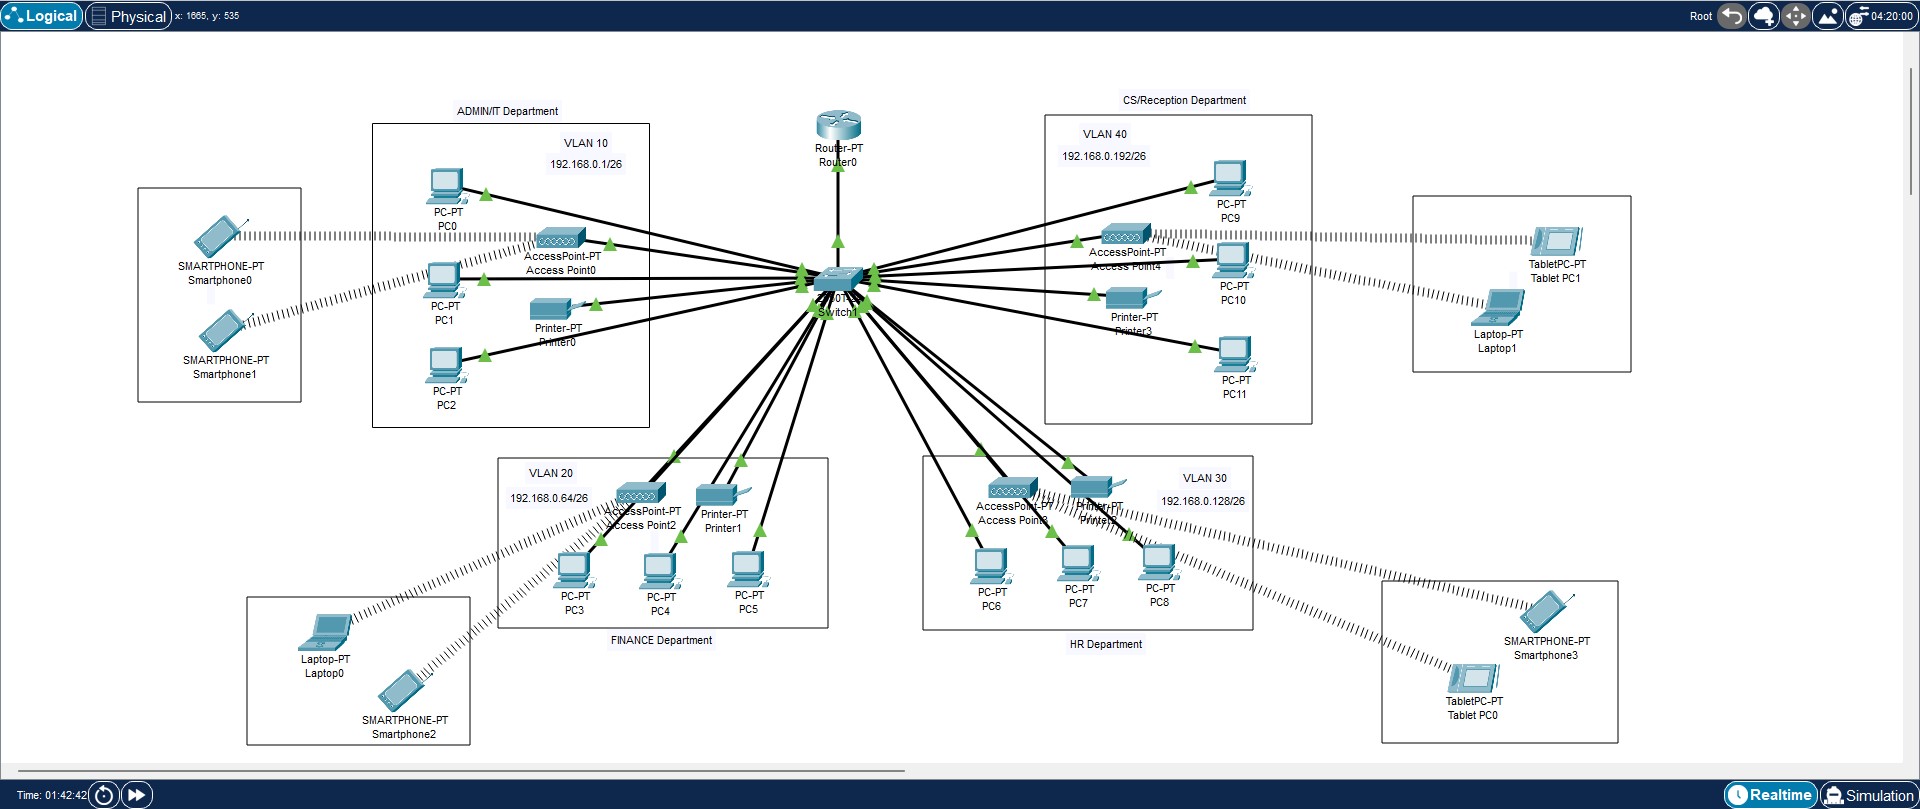 Logical
Physical
x: 1665, y: 535
Root
04:20:00
ADMIN/IT Department
VLAN 10
192.168.0.1/26
PC-PT
PC0
AccessPoint-PT
Access Point0
PC-PT
PC1
Printer-PT
Printer0
PC-PT
PC2
SMARTPHONE-PT
Smartphone0
SMARTPHONE-PT
Smartphone1
Router-PT
Router0
Switch1
CS/Reception Department
VLAN 40
192.168.0.192/26
PC-PT
PC9
AccessPoint-PT
Access Point4
PC-PT
PC10
Printer-PT
Printer3
PC-PT
PC11
TabletPC-PT
Tablet PC1
Laptop-PT
Laptop1
VLAN 20
192.168.0.64/26
AccessPoint-PT
Access Point2
Printer-PT
Printer1
PC-PT
PC3
PC-PT
PC4
PC-PT
PC5
FINANCE Department
Laptop-PT
Laptop0
SMARTPHONE-PT
Smartphone2
VLAN 30
192.168.0.128/26
AccessPoint-PT
Access Point3
Printer-PT
Printer2
PC-PT
PC6
PC-PT
PC7
PC-PT
PC8
HR Department
SMARTPHONE-PT
Smartphone3
TabletPC-PT
Tablet PC0
Time: 01:42:42
Realtime
Simulation